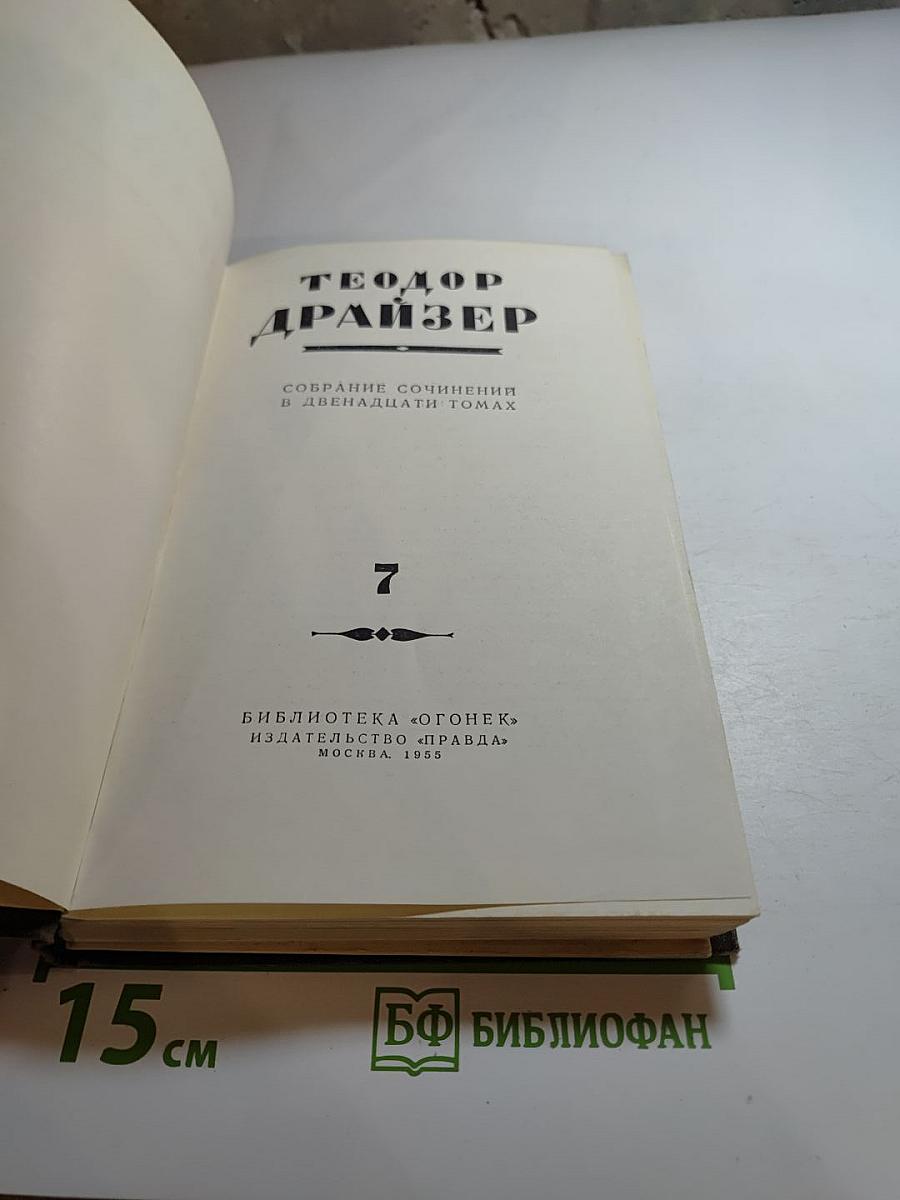 ТЕОДОР
ДРАЙЗЕР
СОБРАНИЕ СОЧИНЕНИЙ
В ДВЕНАДЦАТИ ТОМАХ
7
БИБЛИОТЕКА «ОГОНЕК»
ИЗДАТЕЛЬСТВО «ПРАВДА»
МОСКВА. 1955
15 см
БФ БИБЛИОФАН